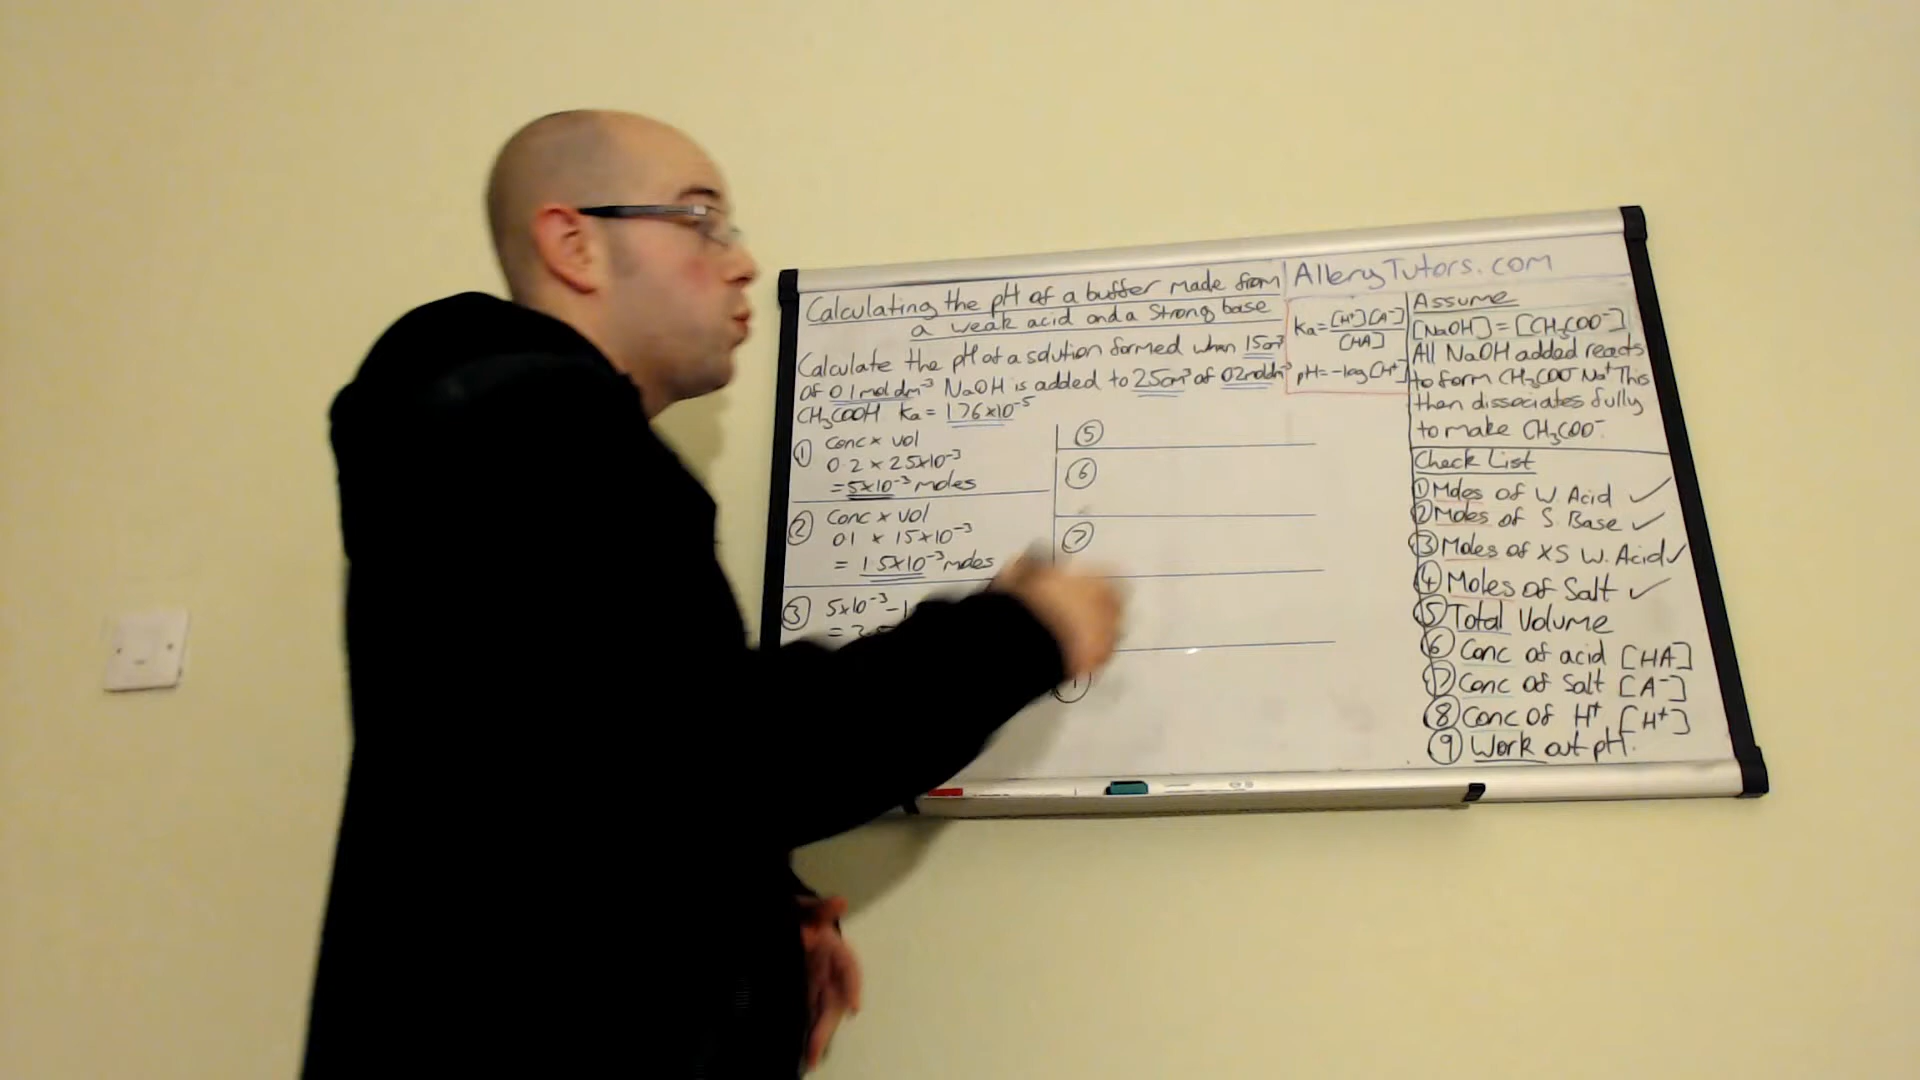 Calculating the pH of a buffer made from
a weak acid and a Strong base
Calculate the pH of a solution formed when 15cm³
of 0.1 mol dm⁻³ NaOH is added to 25cm³ of 0.2 moldm⁻³
CH₃COOH Ka = 1.76×10⁻⁵
① Conc × vol
0.2 × 25×10⁻³
= 5×10⁻³ moles
② Conc × vol
0.1 × 15×10⁻³
= 1.5×10⁻³ moles
③ 5×10⁻³ -
=
⑤
⑥
⑦
AlleryTutors.com
Ka = [H⁺][A⁻]
[HA]
pH = -log[H⁺]
Assume
[NaOH] = [CH₃COO⁻]
All NaOH added reacts
to form CH₃COO⁻Na⁺ This
then dissociates fully
to make CH₃COO⁻.
Check List
① Moles of W. Acid ✓
② Moles of S. Base ✓
③ Moles of XS W. Acid ✓
④ Moles of Salt ✓
⑤ Total Volume
⑥ Conc of acid [HA]
⑦ Conc of Salt [A⁻]
⑧ Conc of H⁺ [H⁺]
⑨ Work out pH.